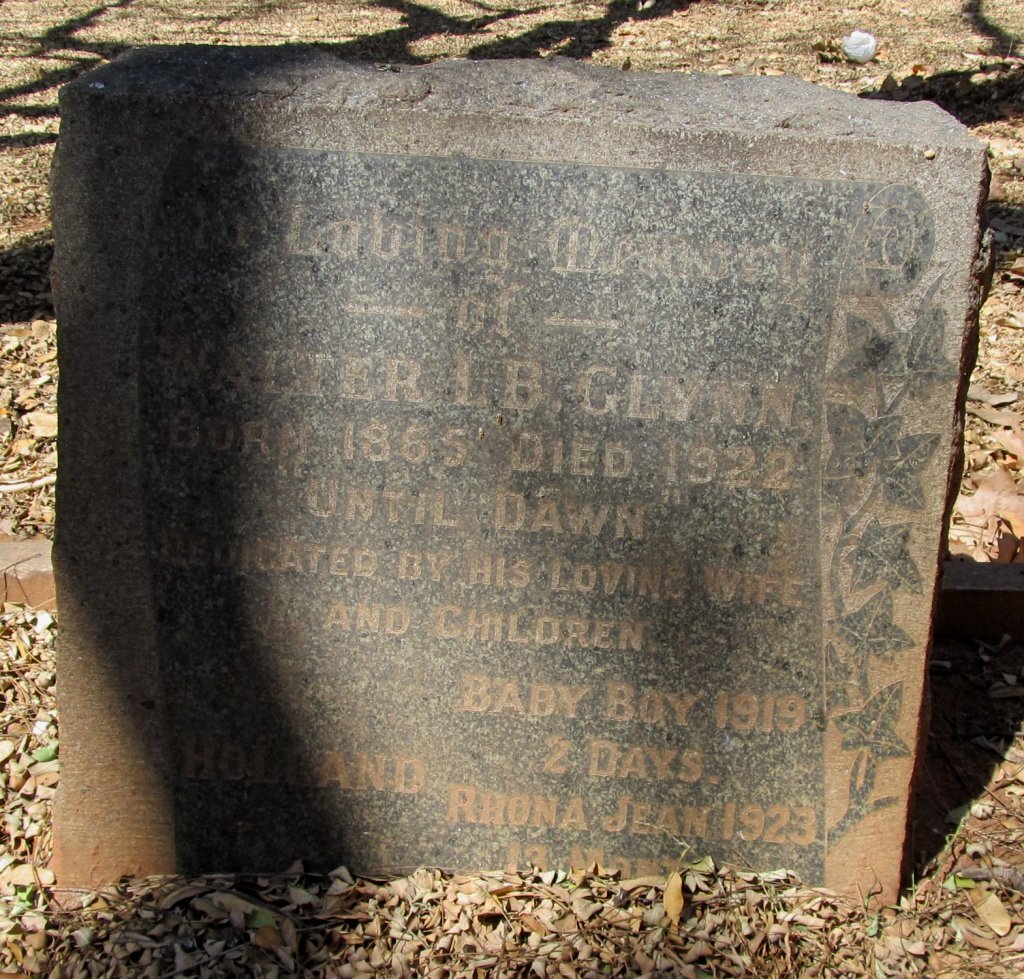 In Loving Memory
— of —
WALTER I. B. GLYNN,
BORN 1865 DIED 1922
"UNTIL DAWN"
DEDICATED BY HIS LOVING WIFE
AND CHILDREN
BABY BOY 1919
2 DAYS.
HOLLAND
RHONA JEAN 1923
13